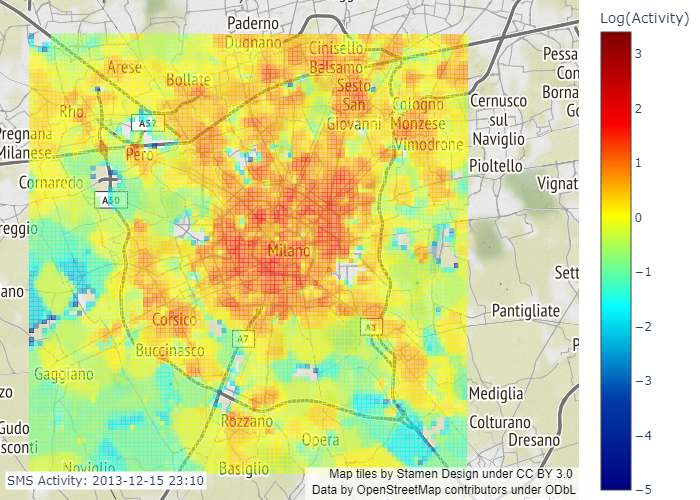 Paderno
Dugnano
Cinisello
Balsamo
Arese
Bollate
Sesto
San
Giovanni
Rho
Cologno
Monzese
Vimodrone
Cernusco
sul
Naviglio
Pessa
Con
Borna
Go
A52
Pregnana
Milanese
Pero
Pioltello
Cornaredo
Vignat
A50
reggio
Milano
Sett
ano
Pantigliate
Corsico
A1
A7
Buccinasco
P
Gaggiano
zo
Mediglia
Rozzano
Colturano
Gudo
sconti
Opera
Dresano
Noviglio
Basiglio
SMS Activity: 2013-12-15 23:10
Map tiles by Stamen Design under CC BY 3.0
Data by OpenStreetMap contributors under ODbL
Log(Activity)
3
2
1
0
−1
−2
−3
−4
−5